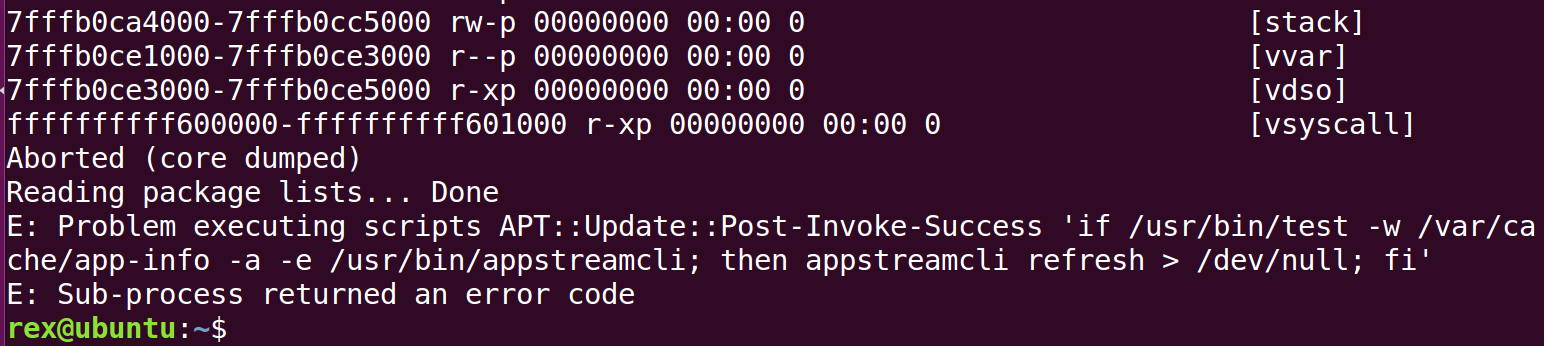 7fffb0ca4000-7fffb0cc5000 rw-p 00000000 00:00 0 [stack]
7fffb0ce1000-7fffb0ce3000 r--p 00000000 00:00 0 [vvar]
7fffb0ce3000-7fffb0ce5000 r-xp 00000000 00:00 0 [vdso]
ffffffffff600000-ffffffffff601000 r-xp 00000000 00:00 0 [vsyscall]
Aborted (core dumped)
Reading package lists... Done
E: Problem executing scripts APT::Update::Post-Invoke-Success 'if /usr/bin/test -w /var/ca
che/app-info -a -e /usr/bin/appstreamcli; then appstreamcli refresh > /dev/null; fi'
E: Sub-process returned an error code
rex@ubuntu:~$